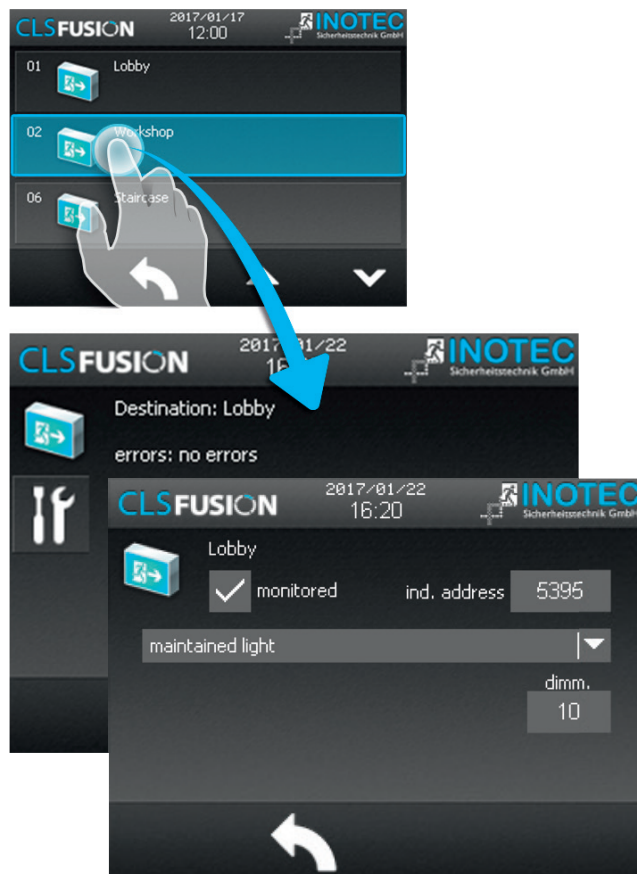 CLSFUSION
2017/01/17
12:00
INOTEC
Sicherheitstechnik GmbH
01
Lobby
02
Workshop
06
Staircase
CLSFUSION
2017/01/22
INOTEC
Sicherheitstechnik GmbH
Destination: Lobby
errors: no errors
CLSFUSION
2017/01/22
16:20
INOTEC
Sicherheitstechnik GmbH
Lobby
monitored
ind. address
5395
maintained light
dimm.
10